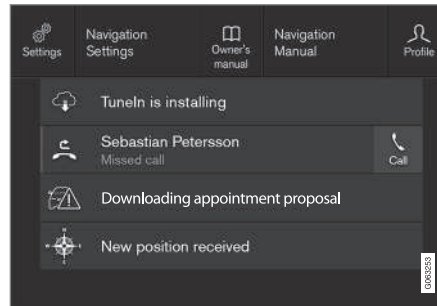 Settings
Navigation
Settings
Owner's
manual
Navigation
Manual
Profile
TuneIn is installing
Sebastian Petersson
Missed call
Call
Downloading appointment proposal
New position received
G063253